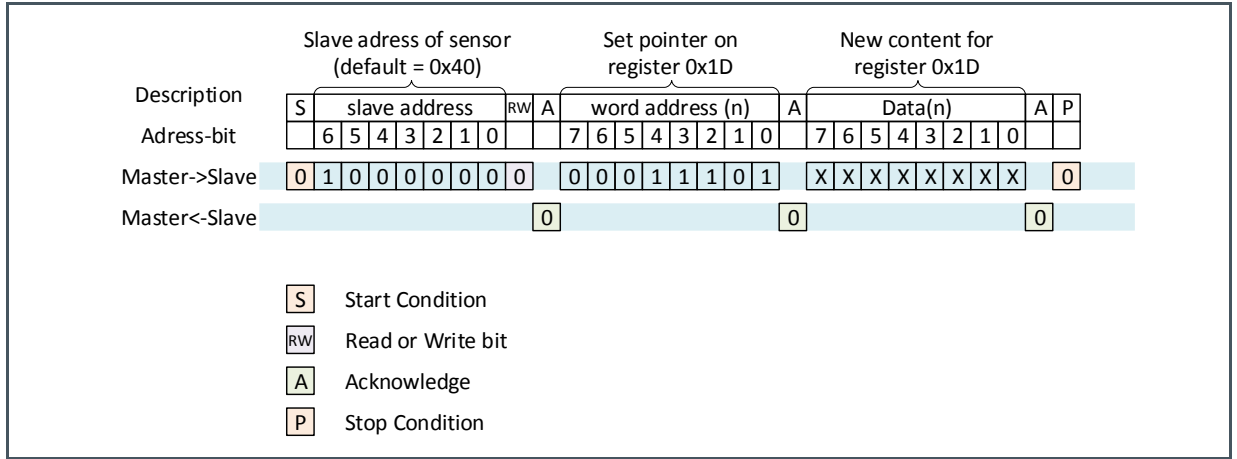 Slave adress of sensor Set pointer on New content for
(default = 0x40) register 0x1D register 0x1D
Description S slave address RW A word address (n) A Data(n) A P
Adress-bit 6 5 4 3 2 1 0 7 6 5 4 3 2 1 0 7 6 5 4 3 2 1 0
Master->Slave 0 1 0 0 0 0 0 0 0 0 0 0 1 1 1 0 1 X X X X X X X X 0
Master<-Slave 0 0 0
S Start Condition
RW Read or Write bit
A Acknowledge
P Stop Condition